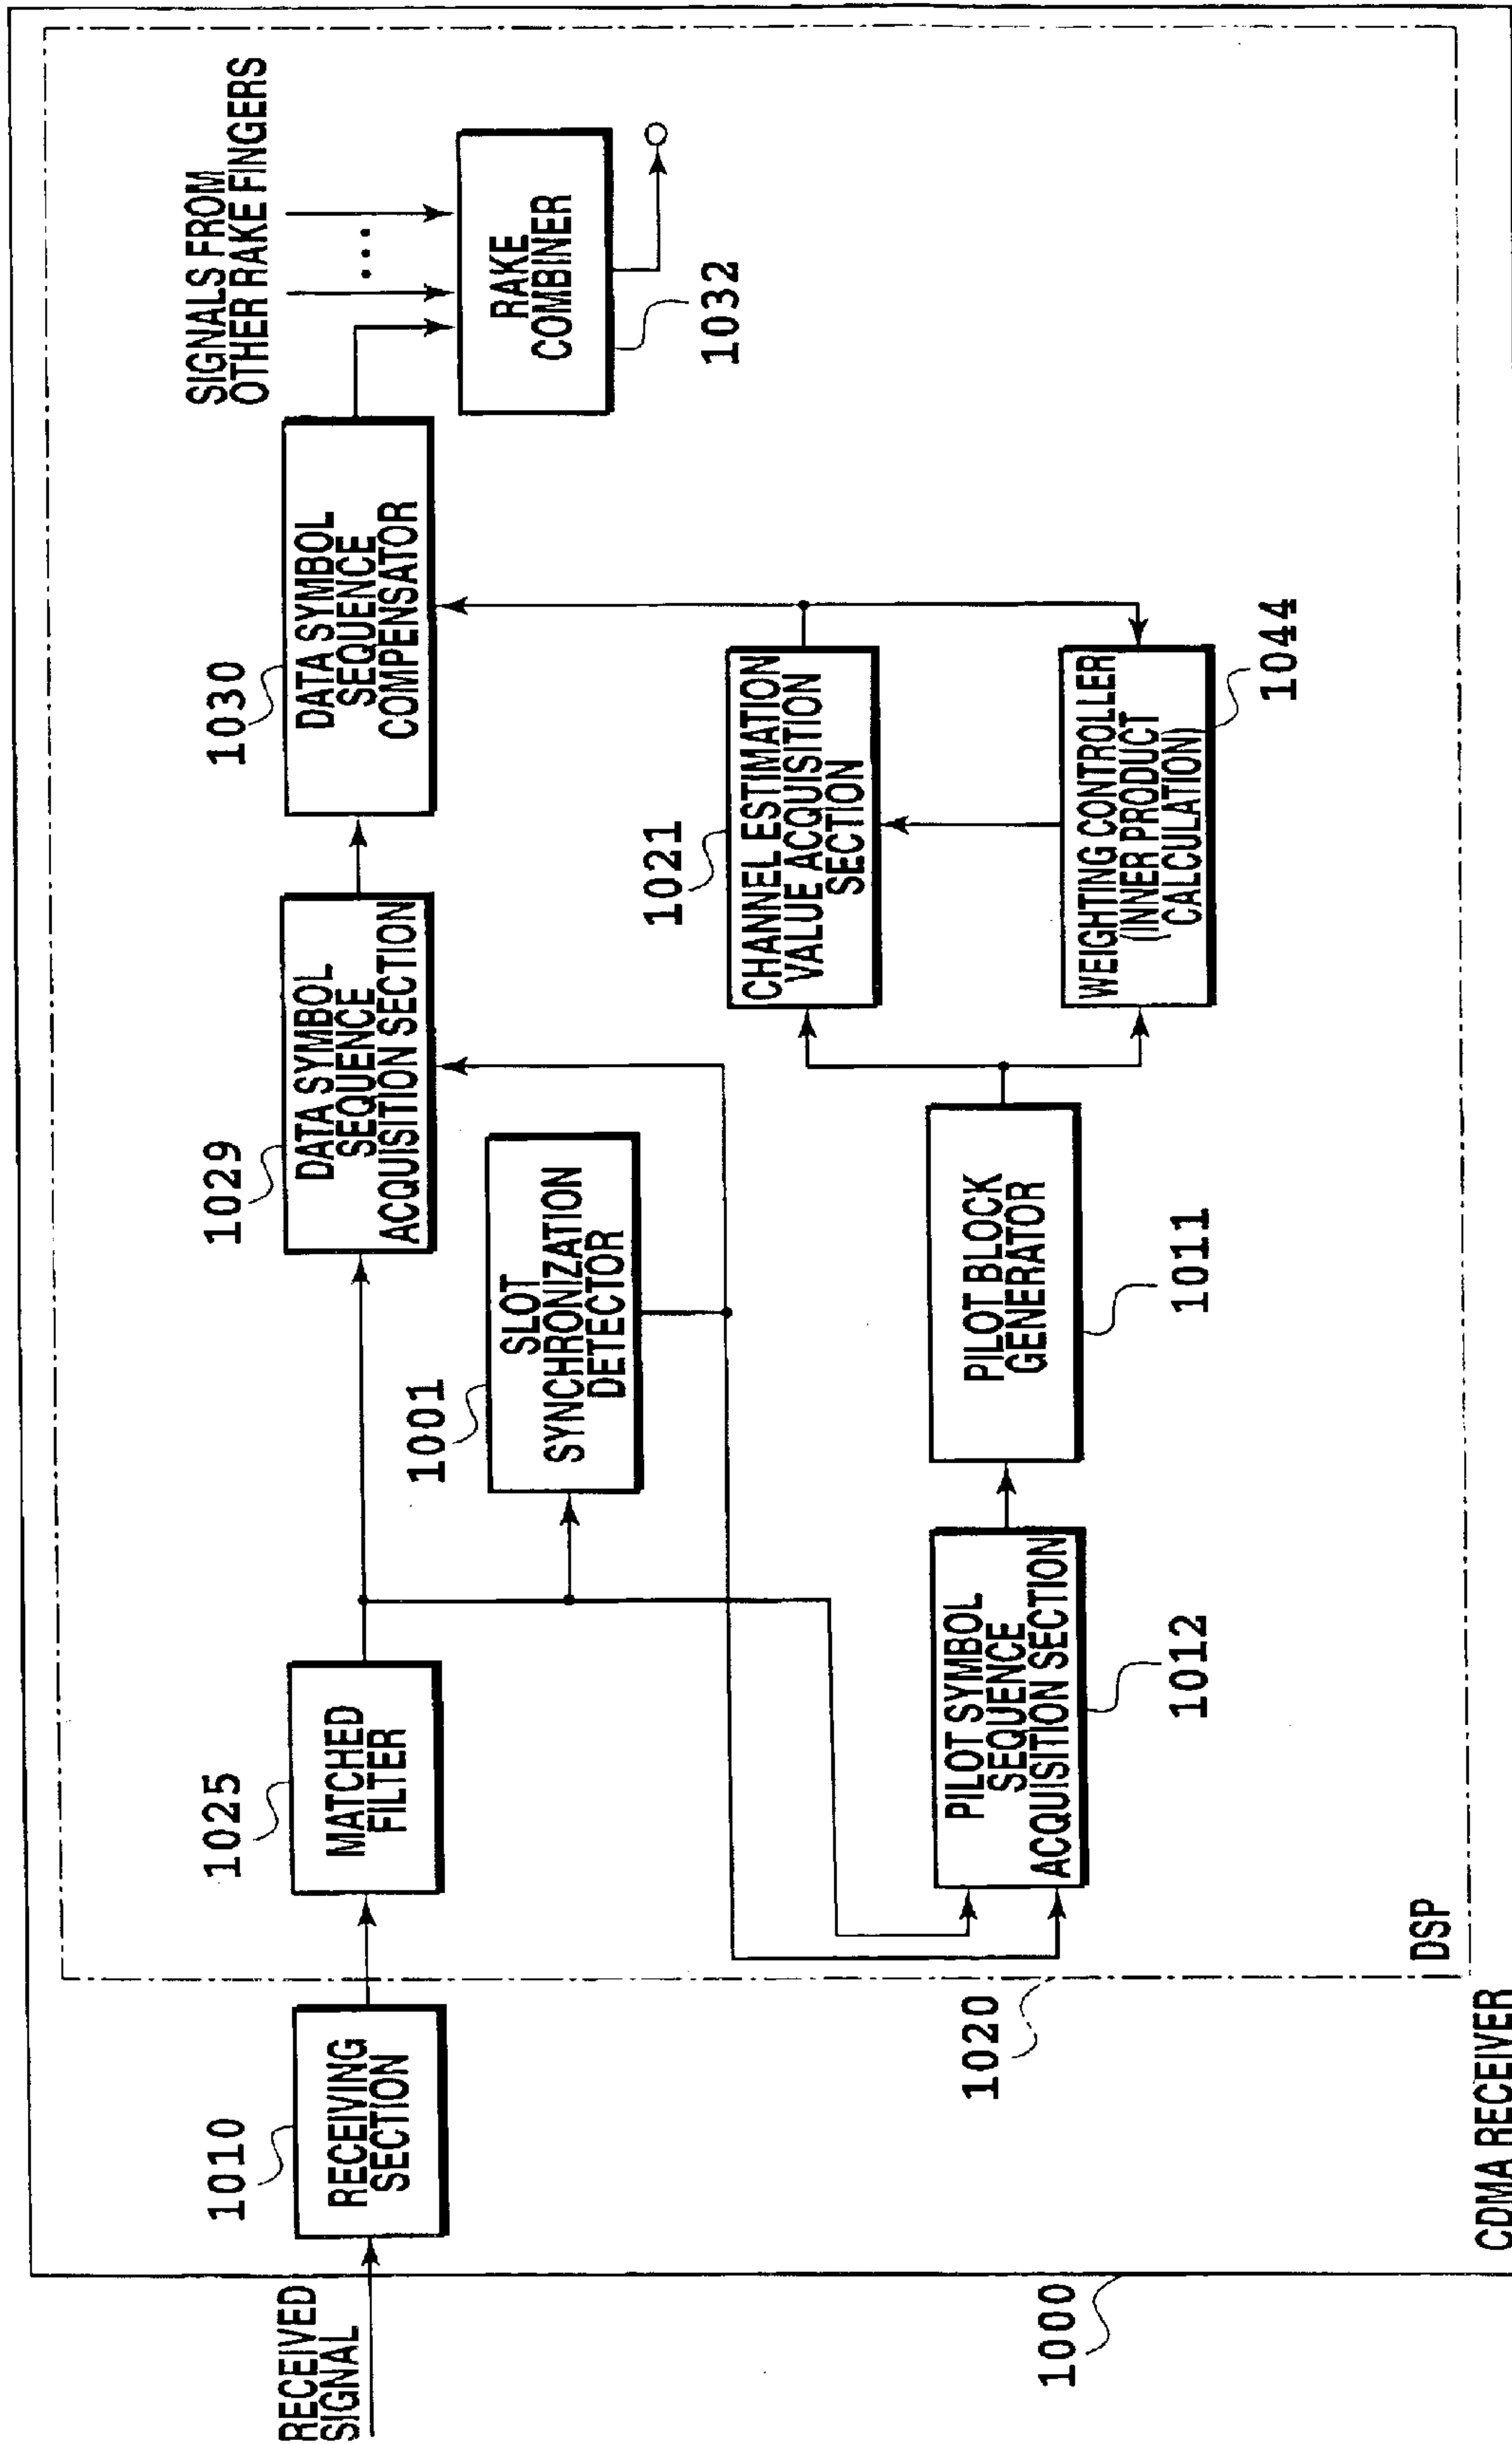 RECEIVED
SIGNAL
1010
RECEIVING
SECTION
1025
MATCHED
FILTER
1029
DATA SYMBOL
SEQUENCE
ACQUISITION SECTION
1030
DATA SYMBOL
SEQUENCE
COMPENSATOR
SIGNALS FROM
OTHER RAKE FINGERS
RAKE
COMBINER
1032
1001
SLOT
SYNCHRONIZATION
DETECTOR
1021
CHANNEL ESTIMATION
VALUE ACQUISITION
SECTION
PILOT SYMBOL
SEQUENCE
ACQUISITION SECTION
1012
PILOT BLOCK
GENERATOR
1011
WEIGHTING CONTROLLER
(INNER PRODUCT
CALCULATION)
1044
1020
DSP
1000
CDMA RECEIVER